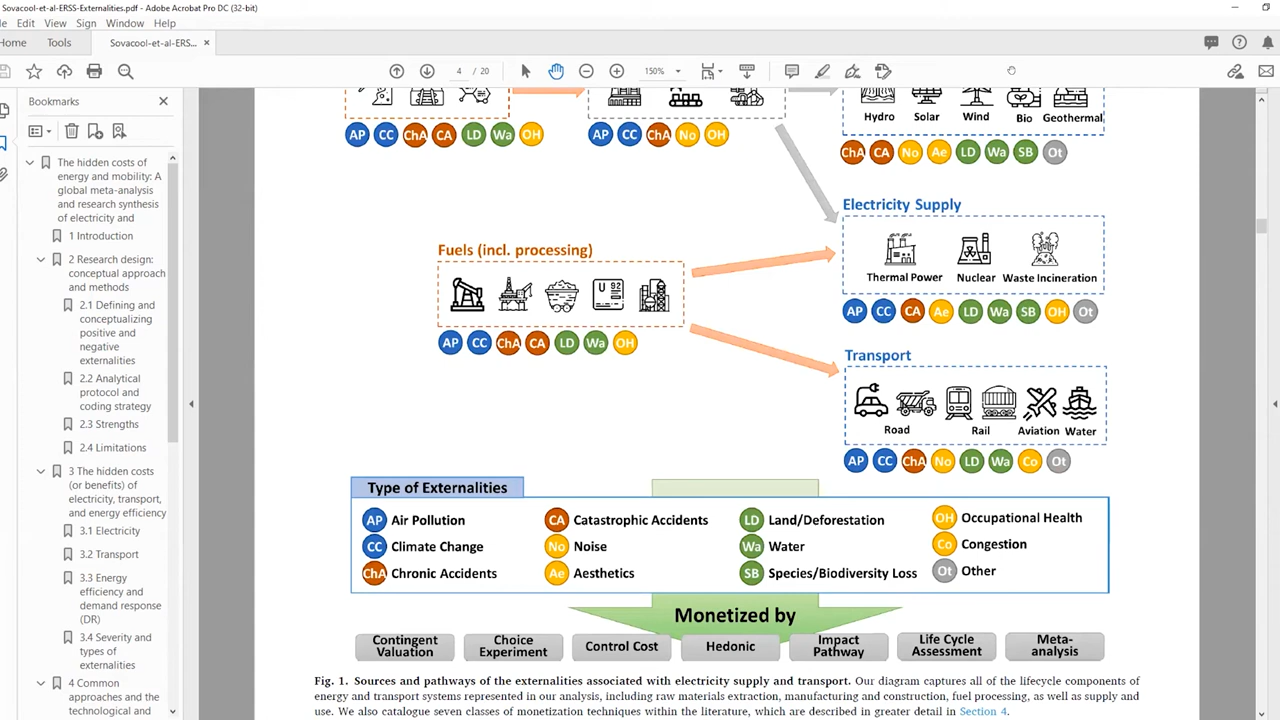 Sovacool-et-al-ERSS-Externalities.pdf - Adobe Acrobat Pro DC (32-bit)
Edit View Sign Window Help
Home Tools Sovacool-et-al-ERS... ×
4 / 20 150%
Bookmarks
The hidden costs of
energy and mobility: A
global meta-analysis
and research synthesis
of electricity and
1 Introduction
2 Research design:
conceptual approach
and methods
2.1 Defining and
conceptualizing
positive and
negative
externalities
2.2 Analytical
protocol and
coding strategy
2.3 Strengths
2.4 Limitations
3 The hidden costs
(or benefits) of
electricity, transport,
and energy efficiency
3.1 Electricity
3.2 Transport
3.3 Energy
efficiency and
demand response
(DR)
3.4 Severity and
types of
externalities
4 Common
approaches and the
technological and
Hydro Solar Wind Bio Geothermal
AP CC ChA CA LD Wa OH
AP CC ChA No OH
ChA CA No Ae LD Wa SB Ot
Electricity Supply
Thermal Power Nuclear Waste Incineration
AP CC CA Ae LD Wa SB OH Ot
Fuels (incl. processing)
U 92
AP CC ChA CA LD Wa OH
Transport
Road Rail Aviation Water
AP CC ChA No LD Wa Co Ot
Type of Externalities
AP Air Pollution CA Catastrophic Accidents LD Land/Deforestation OH Occupational Health
CC Climate Change No Noise Wa Water Co Congestion
ChA Chronic Accidents Ae Aesthetics SB Species/Biodiversity Loss Ot Other
Monetized by
Contingent Valuation Choice Experiment Control Cost Hedonic Impact Pathway Life Cycle Assessment Meta-analysis
Fig. 1. Sources and pathways of the externalities associated with electricity supply and transport. Our diagram captures all of the lifecycle components of
energy and transport systems represented in our analysis, including raw materials extraction, manufacturing and construction, fuel processing, as well as supply and
use. We also catalogue seven classes of monetization techniques within the literature, which are described in greater detail in Section 4.